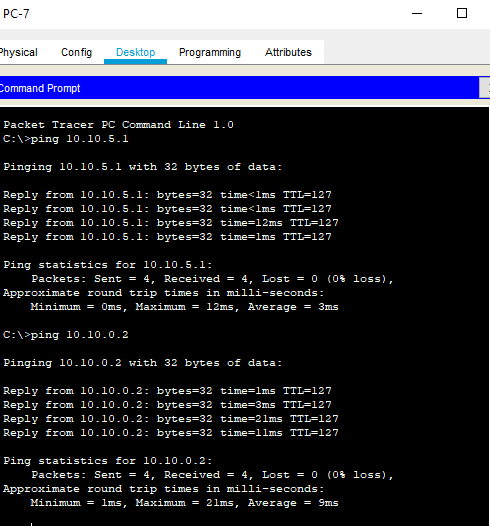 PC-7
Physical Config Desktop Programming Attributes
Command Prompt
Packet Tracer PC Command Line 1.0
C:\>ping 10.10.5.1
Pinging 10.10.5.1 with 32 bytes of data:
Reply from 10.10.5.1: bytes=32 time<1ms TTL=127
Reply from 10.10.5.1: bytes=32 time<1ms TTL=127
Reply from 10.10.5.1: bytes=32 time=12ms TTL=127
Reply from 10.10.5.1: bytes=32 time=1ms TTL=127
Ping statistics for 10.10.5.1:
Packets: Sent = 4, Received = 4, Lost = 0 (0% loss),
Approximate round trip times in milli-seconds:
Minimum = 0ms, Maximum = 12ms, Average = 3ms
C:\>ping 10.10.0.2
Pinging 10.10.0.2 with 32 bytes of data:
Reply from 10.10.0.2: bytes=32 time=1ms TTL=127
Reply from 10.10.0.2: bytes=32 time=3ms TTL=127
Reply from 10.10.0.2: bytes=32 time=21ms TTL=127
Reply from 10.10.0.2: bytes=32 time=11ms TTL=127
Ping statistics for 10.10.0.2:
Packets: Sent = 4, Received = 4, Lost = 0 (0% loss),
Approximate round trip times in milli-seconds:
Minimum = 1ms, Maximum = 21ms, Average = 9ms